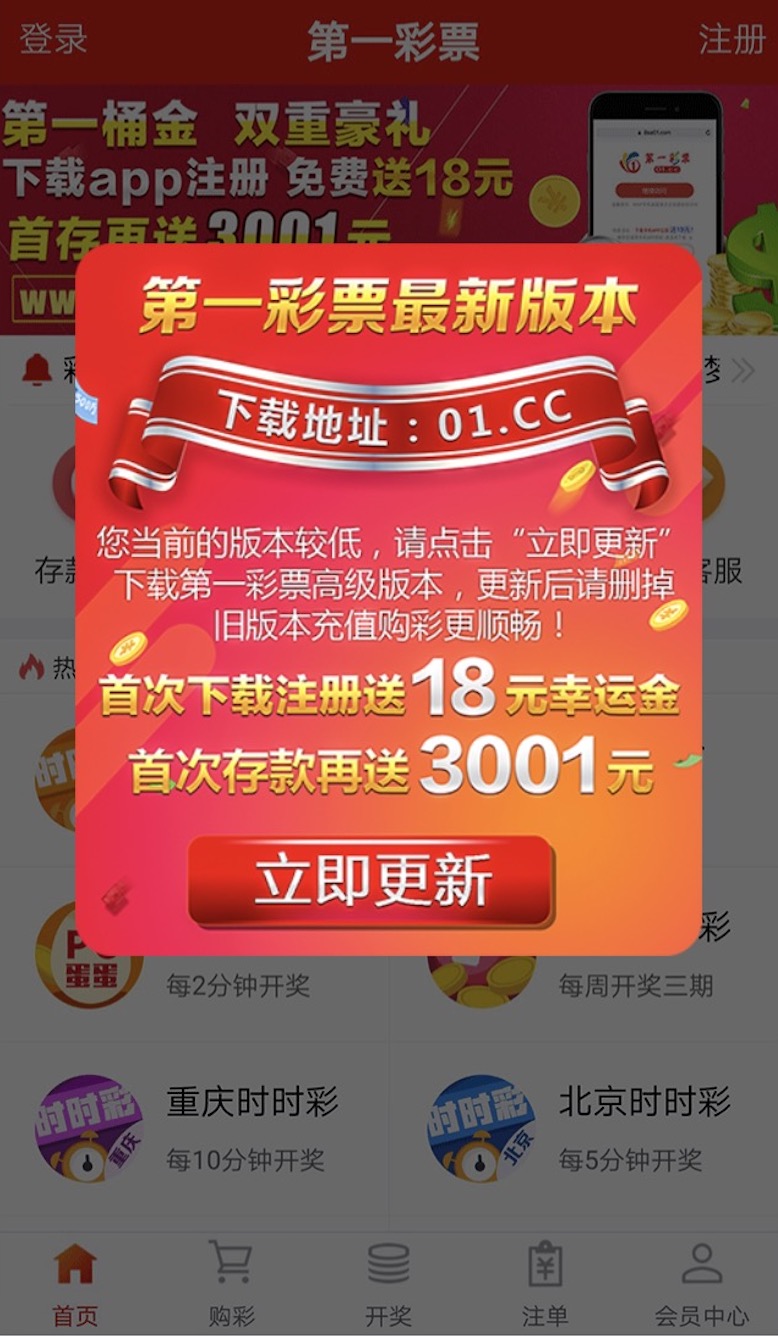 登录
第一彩票
注册
第一桶金 双重豪礼
下载app注册 免费送18元
首存再送3001元
第一彩票
第一彩票最新版本
下载地址：01.CC
您当前的版本较低，请点击“立即更新”
下载第一彩票高级版本，更新后请删掉
旧版本充值购彩更顺畅！
首次下载注册送18元幸运金
首次存款再送3001元
立即更新
存款
客服
热
时时
彩
蛋蛋
每2分钟开奖
每周开奖三期
时时彩
重庆
重庆时时彩
每10分钟开奖
时时彩
北京
北京时时彩
每5分钟开奖
首页
购彩
开奖
注单
会员中心